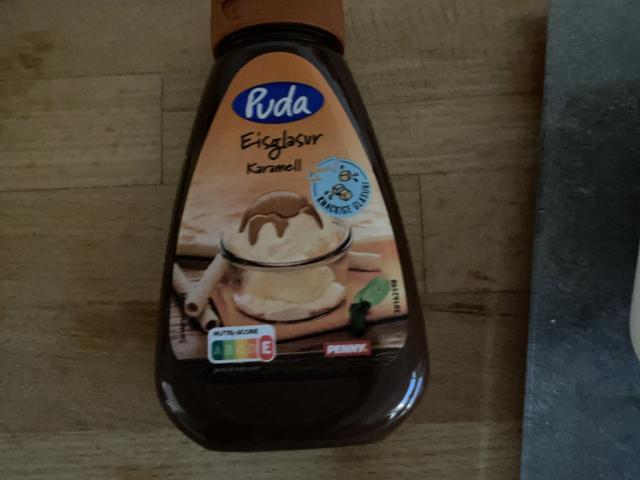 Puda
Eisglasur
Karamell
KNACKIGE GLASUR!
NUTRI-SCORE
A B C D E
PENNY.